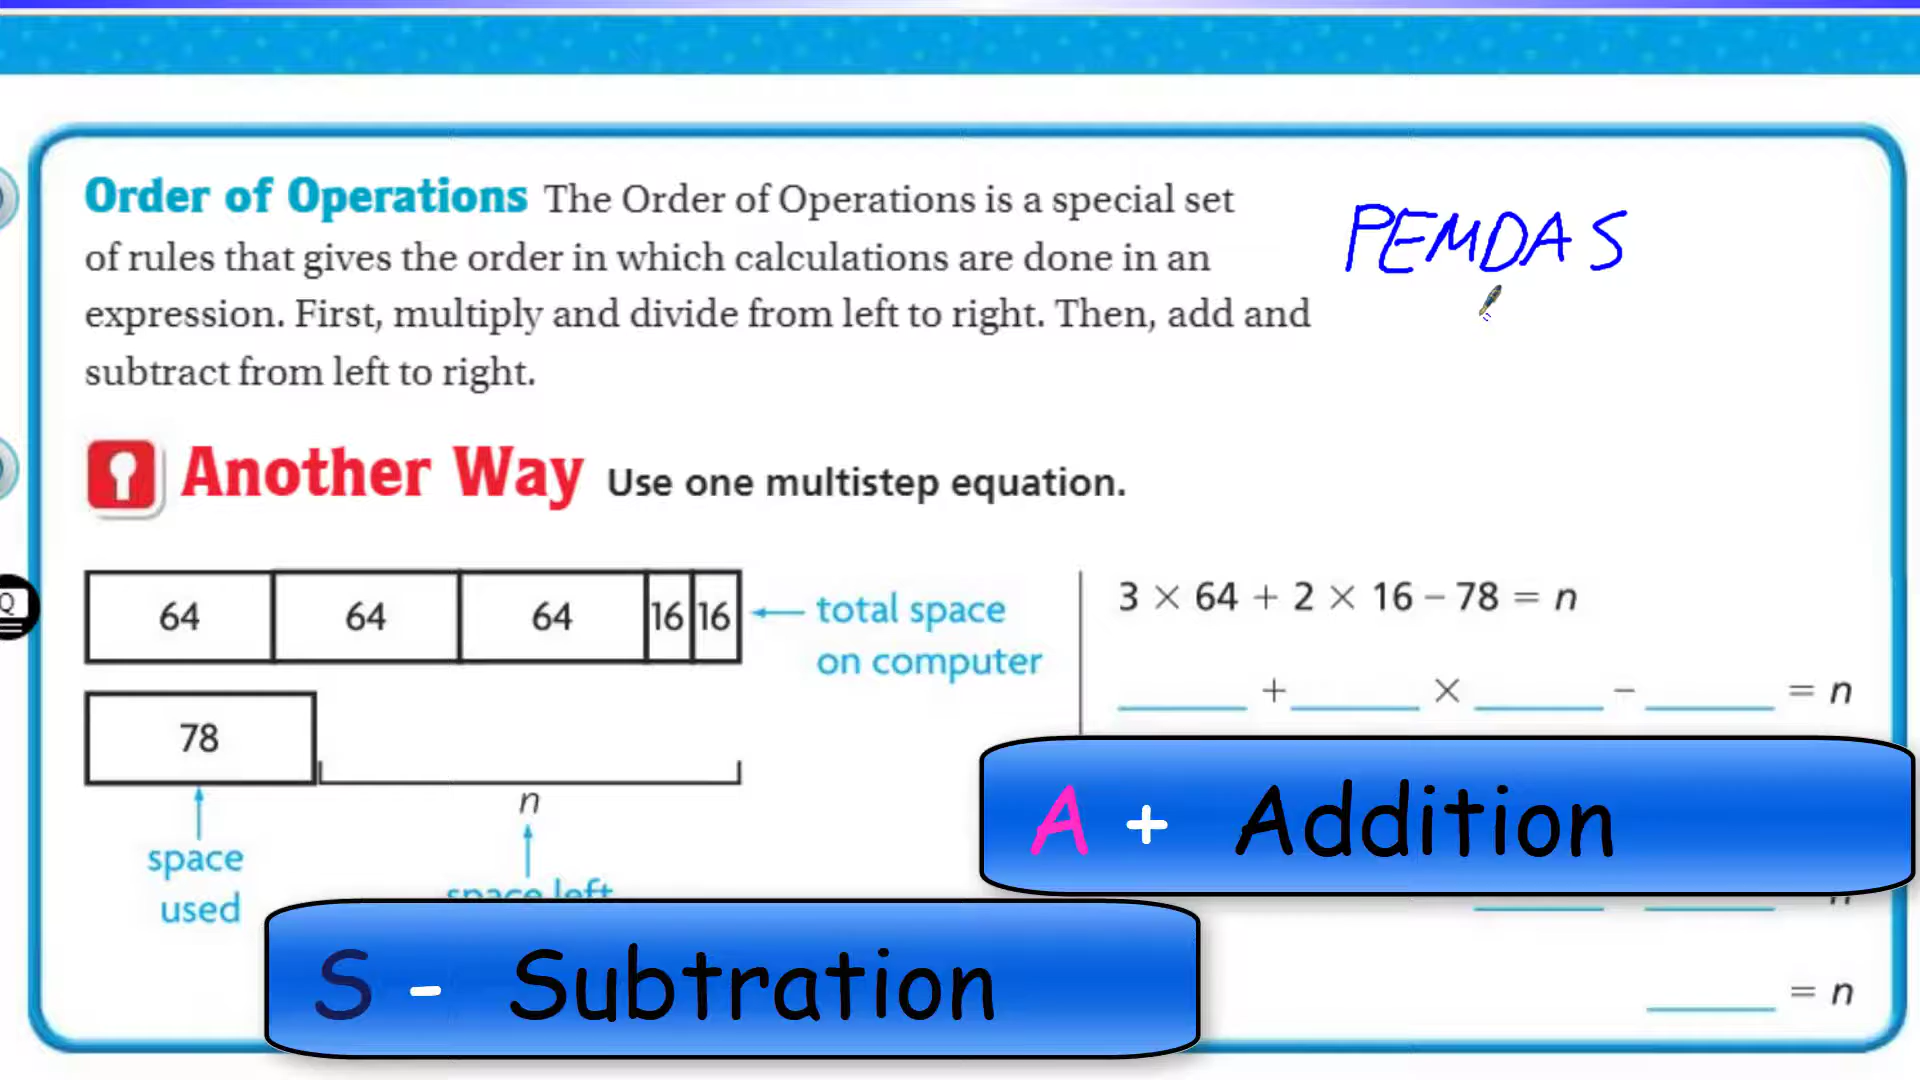 Order of Operations The Order of Operations is a special set
of rules that gives the order in which calculations are done in an
expression. First, multiply and divide from left to right. Then, add and
subtract from left to right.
PEMDAS
Another Way Use one multistep equation.
64 64 64 16 16 total space
on computer
78
n
space
used
space left
3 × 64 + 2 × 16 – 78 = n
+ × – = n
A + Addition
n
S - Subtration
= n
Q